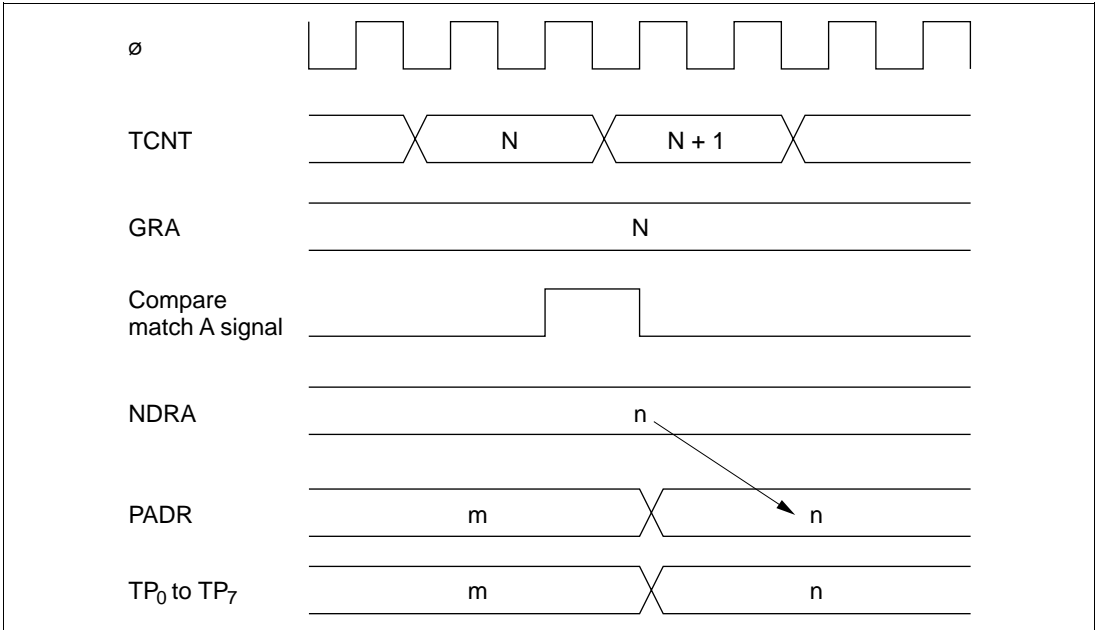 ø
TCNT N N + 1
GRA N
Compare
match A signal
NDRA n
PADR m n
TP0 to TP7 m n